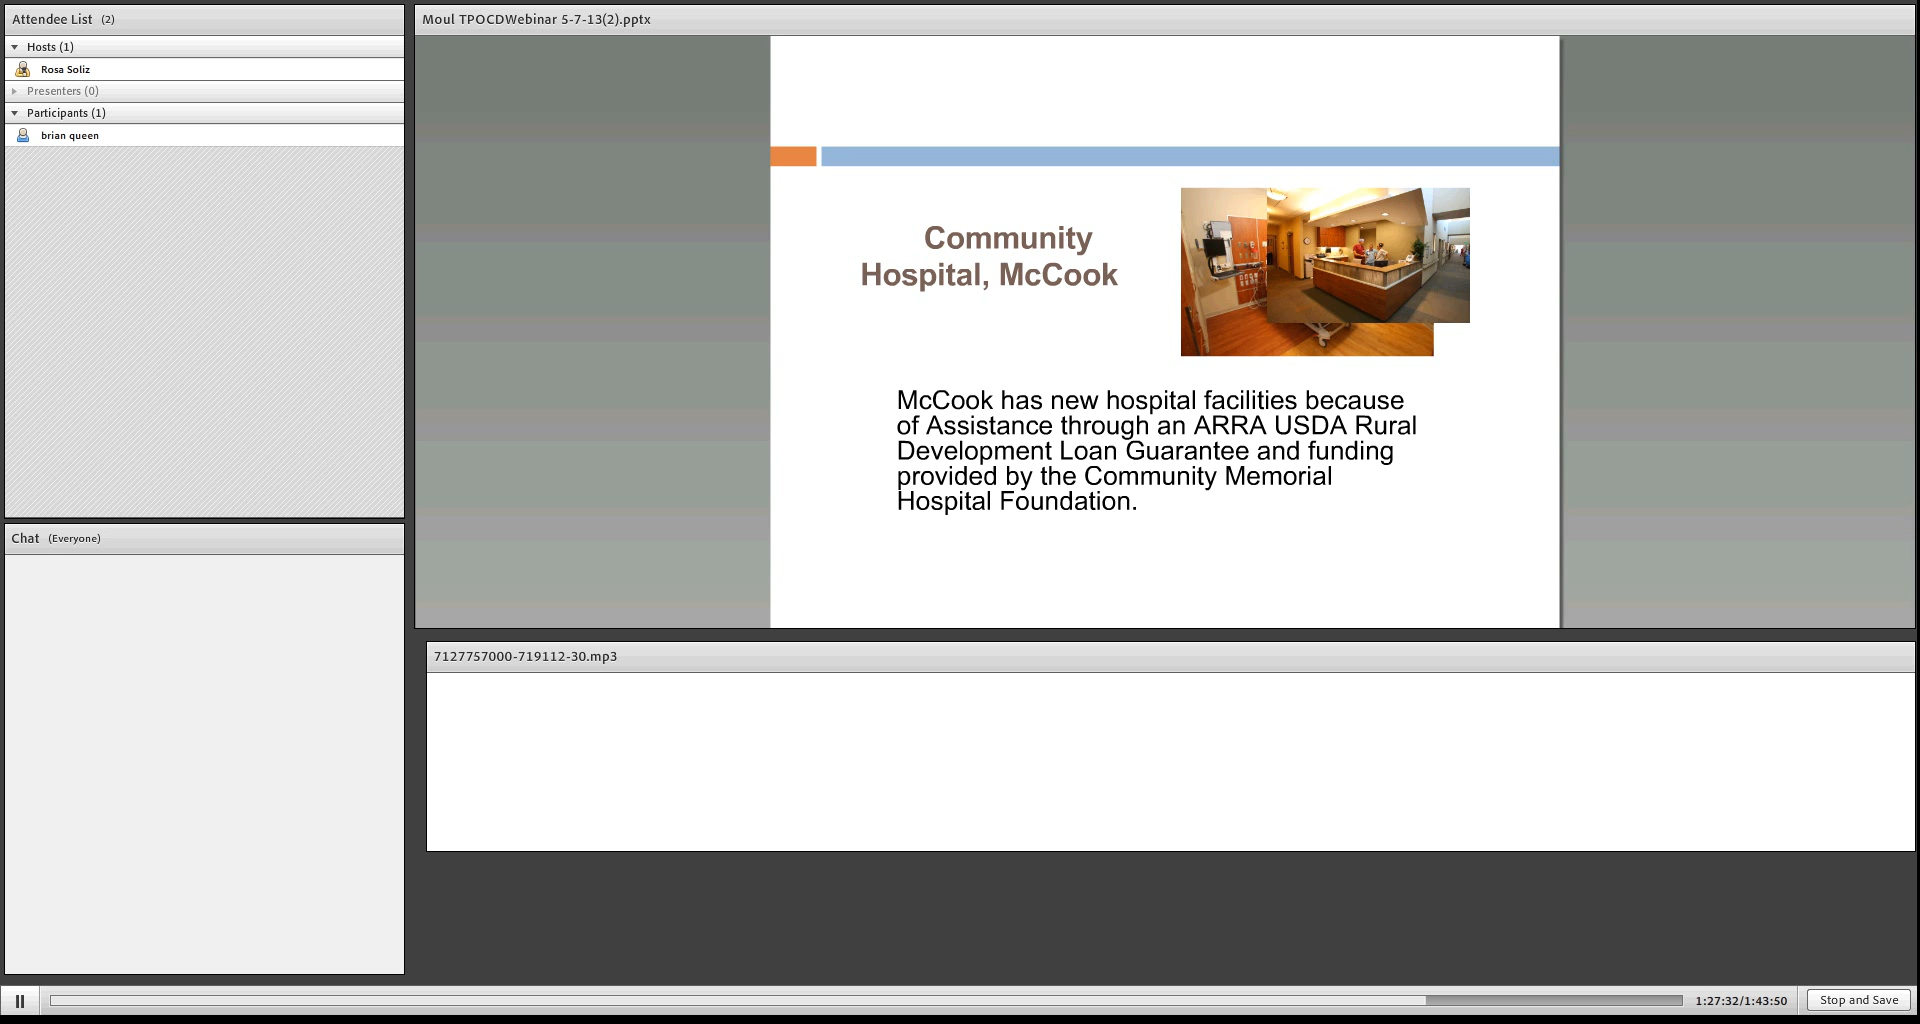 Attendee List (2)
Hosts (1)
Rosa Soliz
Presenters (0)
Participants (1)
brian queen
Chat (Everyone)
Moul TPOCDWebinar 5-7-13(2).pptx
Community
Hospital, McCook
McCook has new hospital facilities because
of Assistance through an ARRA USDA Rural
Development Loan Guarantee and funding
provided by the Community Memorial
Hospital Foundation.
7127757000-719112-30.mp3
1:27:32/1:43:50
Stop and Save